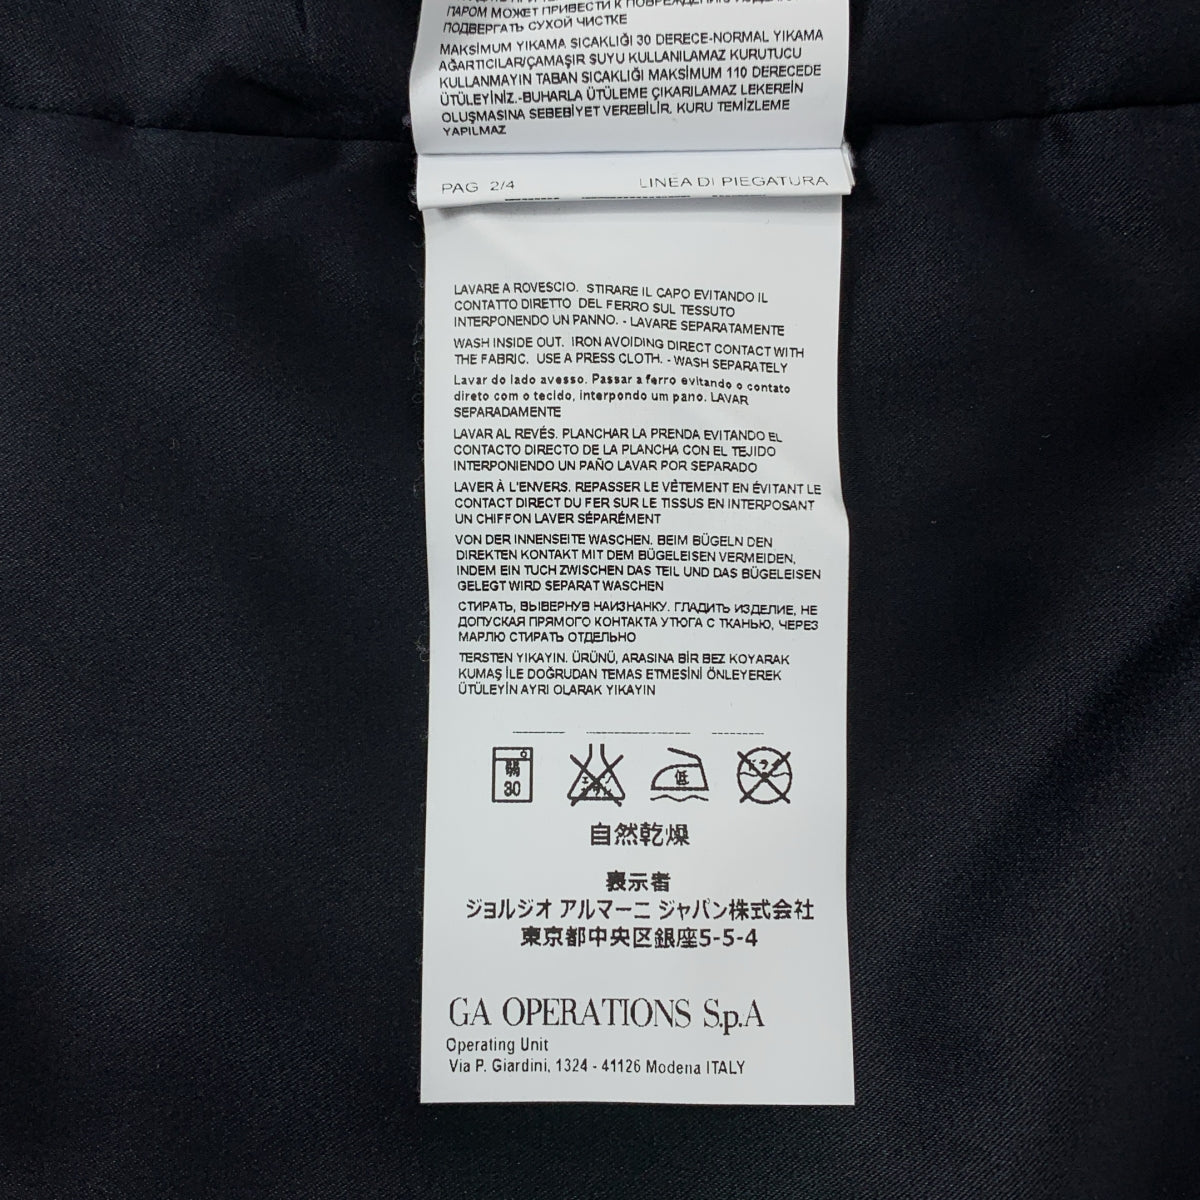 ПАРОМ МОЖЕТ ПРИВЕСТИ К ПОВРЕЖДЕНИЮ
ПОДВЕРГАТЬ СУХОЙ ЧИСТКЕ
MAKSİMUM YIKAMA SICAKLIĞI 30 DERECE-NORMAL YIKAMA
AĞARTICILAR/ÇAMAŞIR SUYU KULLANILAMAZ KURUTUCU
KULLANMAYIN TABAN SICAKLIĞI MAKSİMUM 110 DERECEDE
ÜTÜLEYİNİZ.-BUHARLA ÜTÜLEME ÇIKARILAMAZ LEKERElN
OLUŞMASINA SEBEBİYET VEREBİLİR. KURU TEMİZLEME
YAPILMAZ
PAG 2/4 LINEA DI PIEGATURA
LAVARE A ROVESCIO. STIRARE IL CAPO EVITANDO IL
CONTATTO DIRETTO DEL FERRO SUL TESSUTO
INTERPONENDO UN PANNO. - LAVARE SEPARATAMENTE
WASH INSIDE OUT. IRON AVOIDING DIRECT CONTACT WITH
THE FABRIC. USE A PRESS CLOTH. - WASH SEPARATELY
Lavar do lado avesso. Passar a ferro evitando o contato
direto com o tecido, interpondo um pano. LAVAR
SEPARADAMENTE
LAVAR AL REVÉS. PLANCHAR LA PRENDA EVITANDO EL
CONTACTO DIRECTO DE LA PLANCHA CON EL TEJIDO
INTERPONIENDO UN PAÑO LAVAR POR SEPARADO
LAVER À L'ENVERS. REPASSER LE VÊTEMENT EN ÉVITANT LE
CONTACT DIRECT DU FER SUR LE TISSUS EN INTERPOSANT
UN CHIFFON LAVER SÉPARÉMENT
VON DER INNENSEITE WASCHEN. BEIM BÜGELN DEN
DIREKTEN KONTAKT MIT DEM BÜGELEISEN VERMEIDEN,
INDEM EIN TUCH ZWISCHEN DAS TEIL UND DAS BÜGELEISEN
GELEGT WIRD SEPARAT WASCHEN
СТИРАТЬ, ВЫВЕРНУВ НАИЗНАНКУ. ГЛАДИТЬ ИЗДЕЛИЕ, НЕ
ДОПУСКАЯ ПРЯМОГО КОНТАКТА УТЮГА С ТКАНЬЮ, ЧЕРЕЗ
МАРЛЮ СТИРАТЬ ОТДЕЛЬНО
TERSTEN YIKAYIN. ÜRÜNÜ, ARASINA BİR BEZ KOYARAK
KUMAŞ İLE DOĞRUDAN TEMAS ETMESİNİ ÖNLEYEREK
ÜTÜLEYİN AYRI OLARAK YIKAYIN
弱 30 エンソサラシ 低 ドライ
自然乾燥
表示者
ジョルジオ アルマーニ ジャパン株式会社
東京都中央区銀座5-5-4
GA OPERATIONS S.p.A
Operating Unit
Via P. Giardini, 1324 - 41126 Modena ITALY